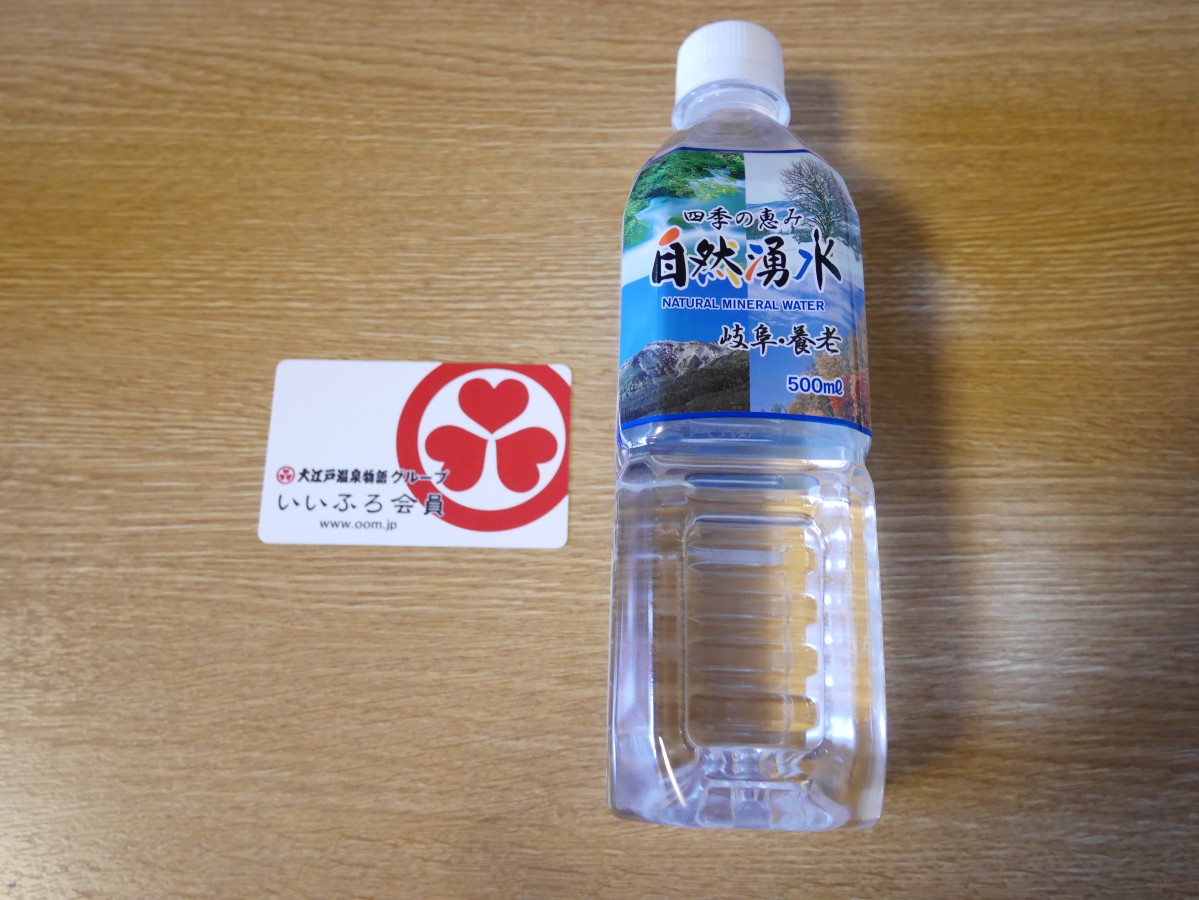 大江戸温泉物語グループ
いいふろ会員
www.oom.jp
四季の恵み
自然湧水
NATURAL MINERAL WATER
岐阜・養老
500ml